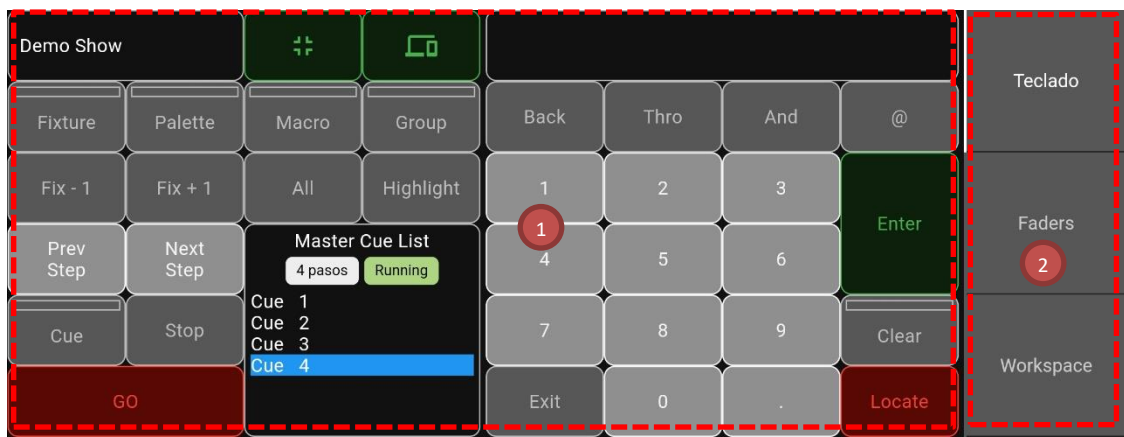 Demo Show
Teclado
Fixture Palette Macro Group Back Thro And @
Fix - 1 Fix + 1 All Highlight 1 2 3
Enter
Faders
1
2
Prev
Step
Next
Step
Master Cue List
4 pasos Running
4 5 6
Cue 1
Cue 2
Cue 3
Cue 4
Cue Stop 7 8 9 Clear
Workspace
GO Exit 0 . Locate